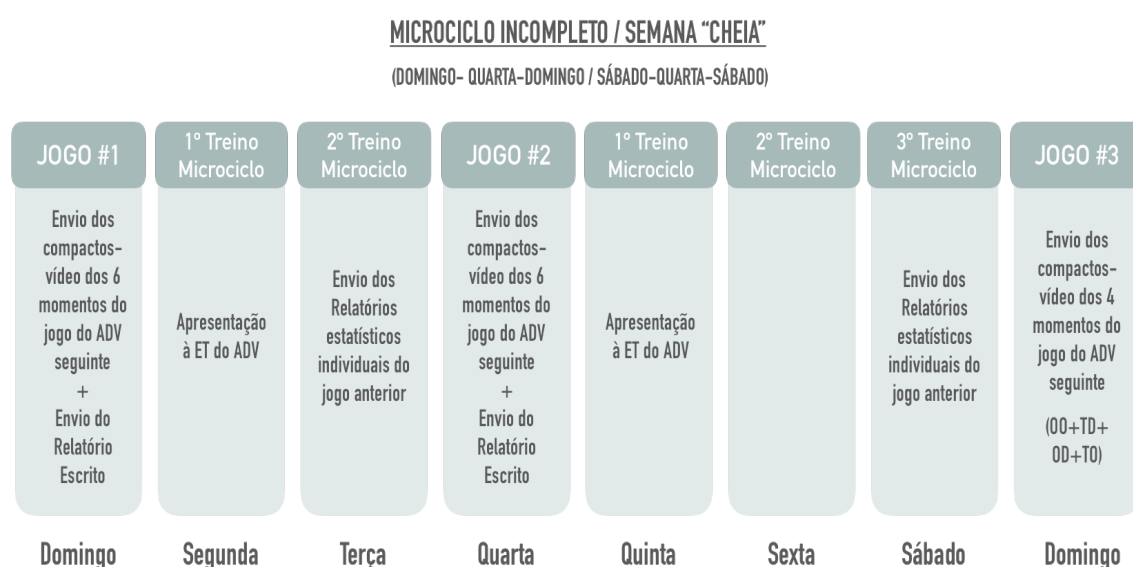 MICROCICLO INCOMPLETO / SEMANA “CHEIA”
(DOMINGO- QUARTA-DOMINGO / SÁBADO-QUARTA-SÁBADO)
JOGO #1
Envio dos
compactos-
vídeo dos 6
momentos do
jogo do ADV
seguinte
+
Envio do
Relatório
Escrito
Domingo
1º Treino
Microciclo
Apresentação
à ET do ADV
Segunda
2º Treino
Microciclo
Envio dos
Relatórios
estatísticos
individuais do
jogo anterior
Terça
JOGO #2
Envio dos
compactos-
vídeo dos 6
momentos do
jogo do ADV
seguinte
+
Envio do
Relatório
Escrito
Quarta
1º Treino
Microciclo
Apresentação
à ET do ADV
Quinta
2º Treino
Microciclo
Sexta
3º Treino
Microciclo
Envio dos
Relatórios
estatísticos
individuais do
jogo anterior
Sábado
JOGO #3
Envio dos
compactos-
vídeo dos 4
momentos do
jogo do ADV
seguinte
(OO+TD+
OD+TO)
Domingo